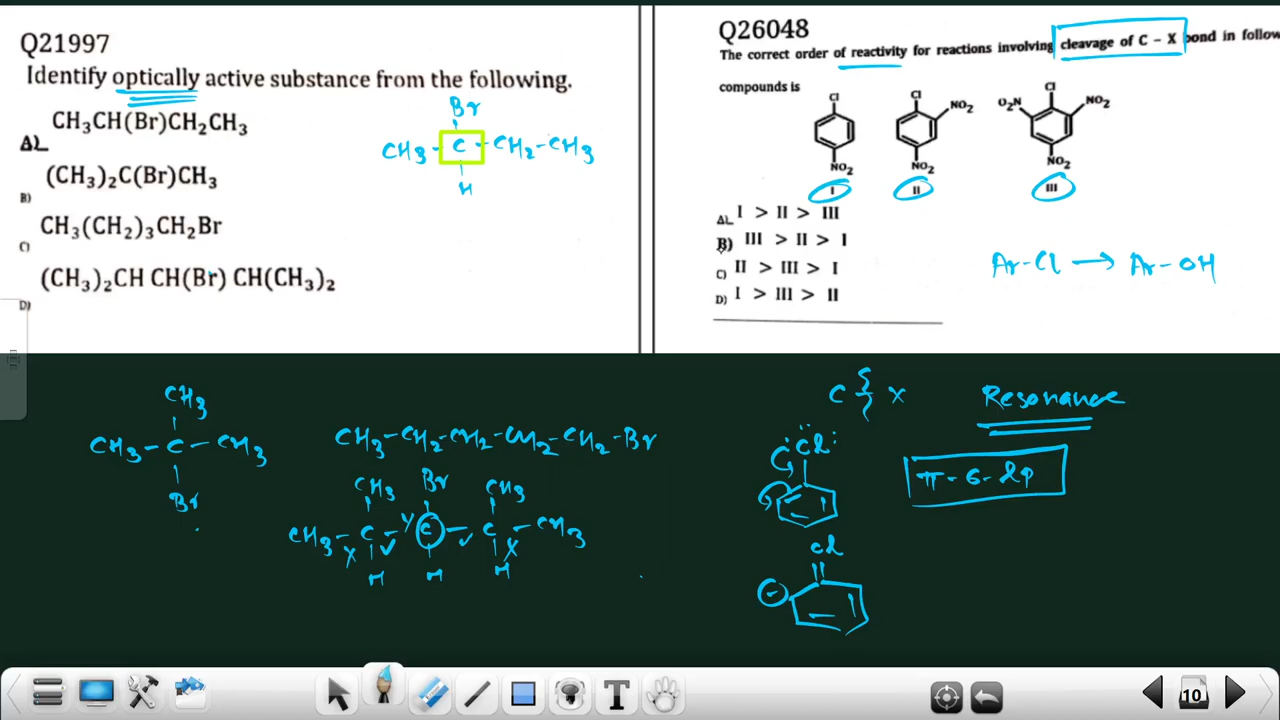 Q21997
Identify optically active substance from the following.
A) CH3CH(Br)CH2CH3
B) (CH3)2C(Br)CH3
C) CH3(CH2)3CH2Br
D) (CH3)2CH CH(Br) CH(CH3)2
Br
CH3-C-CH2-CH3
H
Q26048
The correct order of reactivity for reactions involving cleavage of C – X bond in follow
compounds is
Cl Cl Cl
NO2 O2N NO2
NO2 NO2 NO2
I II III
A) I > II > III
B) III > II > I
C) II > III > I
D) I > III > II
Ar-Cl → Ar-OH
CH3
CH3-C-CH3
Br
CH3-CH2-CH2-CH2-CH2-Br
CH3 Br CH3
CH3-C-C-C-CH3
H H H
C X
Resonance
:Cl:
π-6-lp
Cl
10